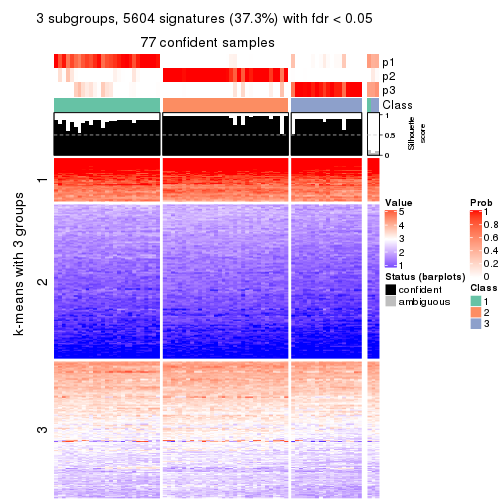 3 subgroups, 5604 signatures (37.3%) with fdr < 0.05
77 confident samples
p1
p2
p3
Class
1
0.5
0
Silhouette
score
k-means with 3 groups
1
2
3
Value
5
4
3
2
1
Status (barplots)
confident
ambiguous
Prob
1
0.8
0.6
0.4
0.2
0
Class
1
2
3